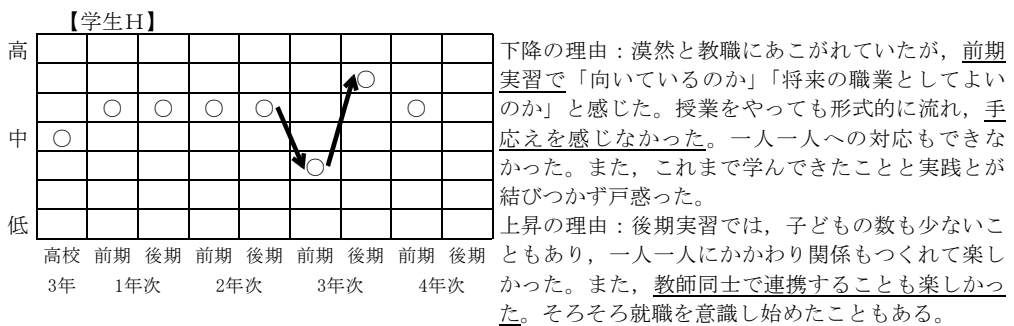 【学生H】
高
中
低
高校 前期 後期 前期 後期 前期 後期 前期 後期
3年 1年次 2年次 3年次 4年次
下降の理由：漠然と教職にあこがれていたが，前期
実習で「向いているのか」「将来の職業としてよい
のか」と感じた。授業をやっても形式的に流れ，手
応えを感じなかった。一人一人への対応もできな
かった。また，これまで学んできたことと実践とが
結びつかず戸惑った。
上昇の理由：後期実習では，子どもの数も少ないこ
ともあり，一人一人にかかわり関係もつくれて楽し
かった。また，教師同士で連携することも楽しかっ
た。そろそろ就職を意識し始めたこともある。